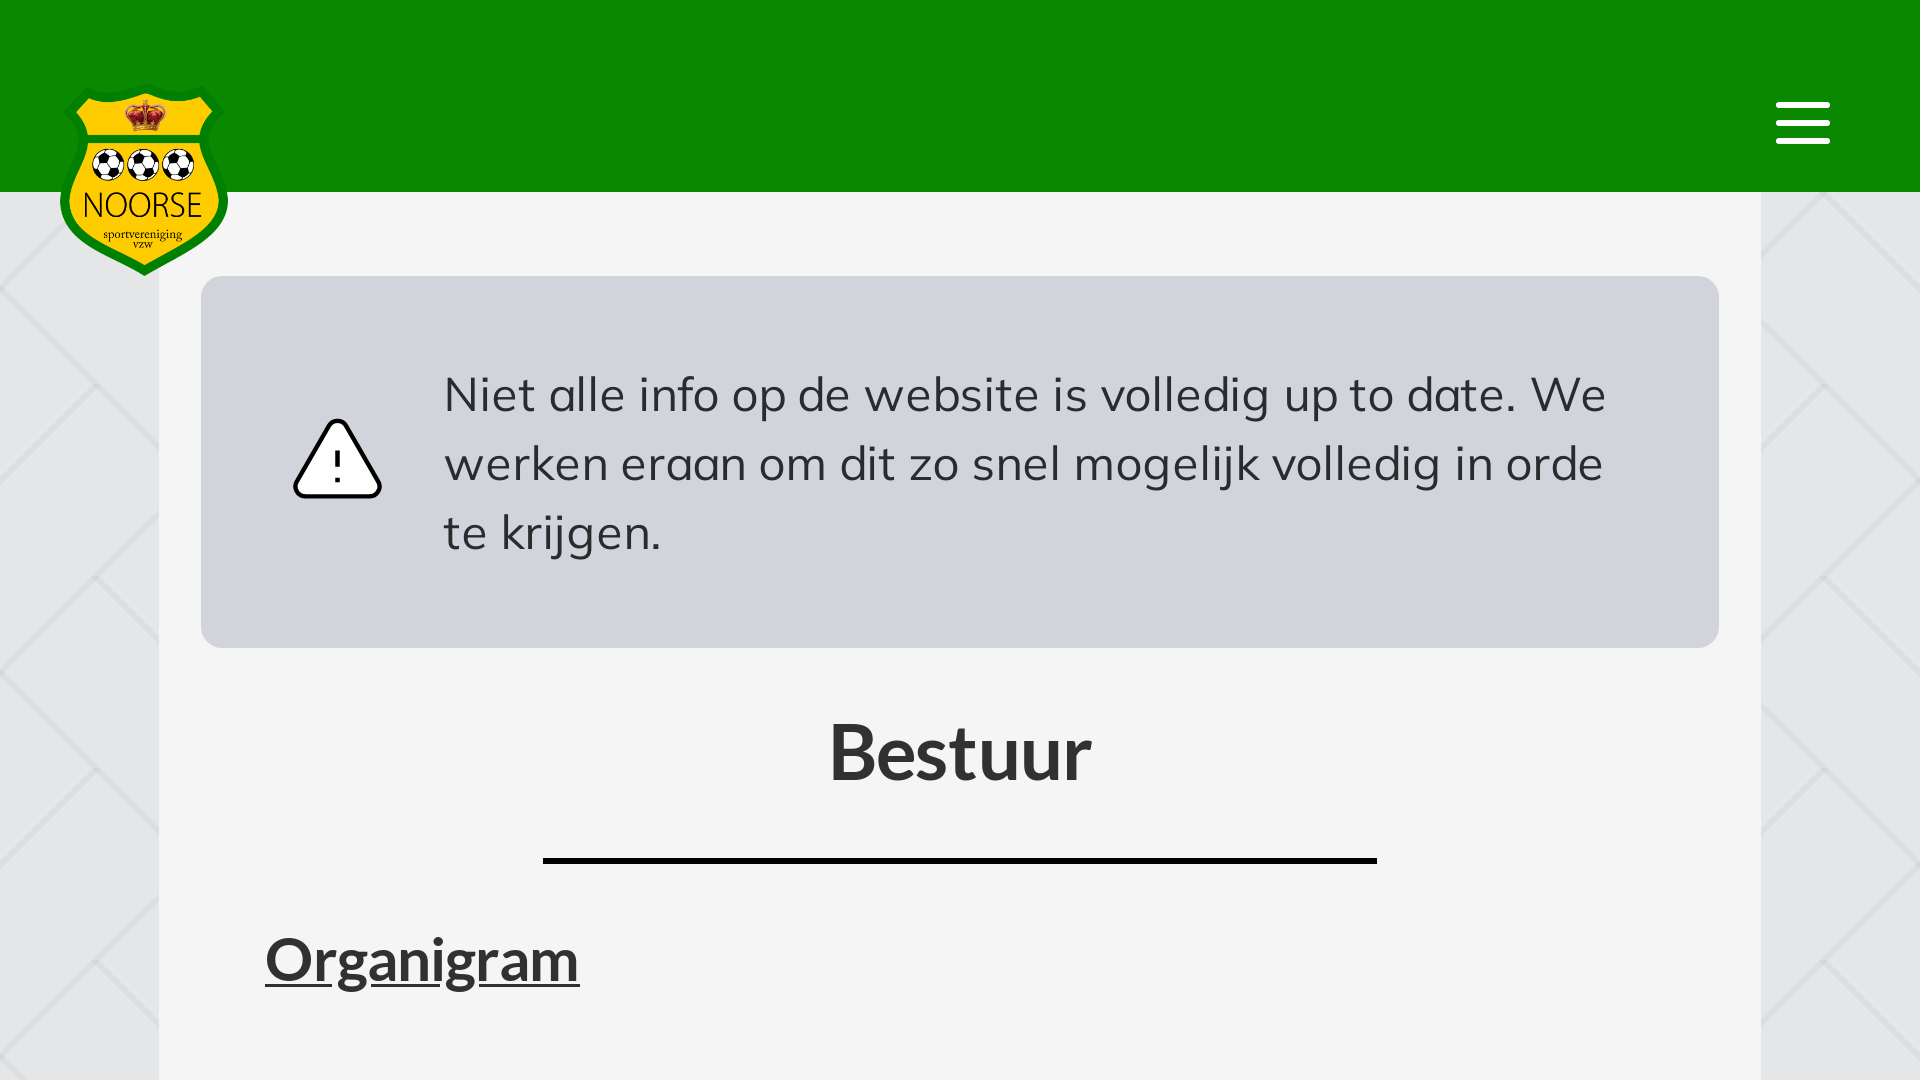 NOORSE
sportvereniging
vzw
Niet alle info op de website is volledig up to date. We
werken eraan om dit zo snel mogelijk volledig in orde
te krijgen.
Bestuur
Organigram